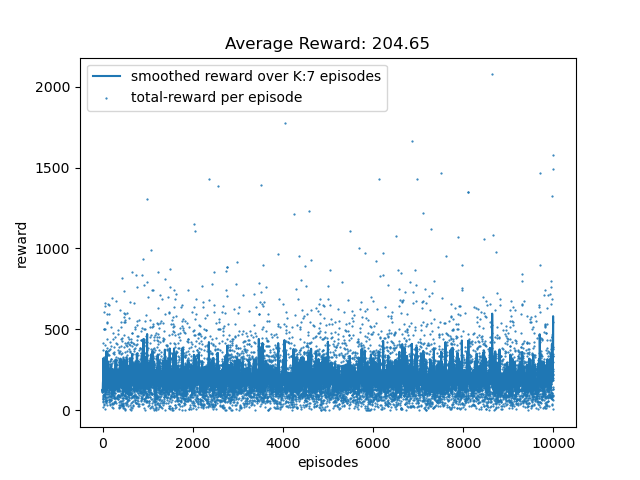 Average Reward: 204.65
smoothed reward over K:7 episodes
total-reward per episode
reward
2000
1500
1000
500
0
0
2000
4000
6000
8000
10000
episodes